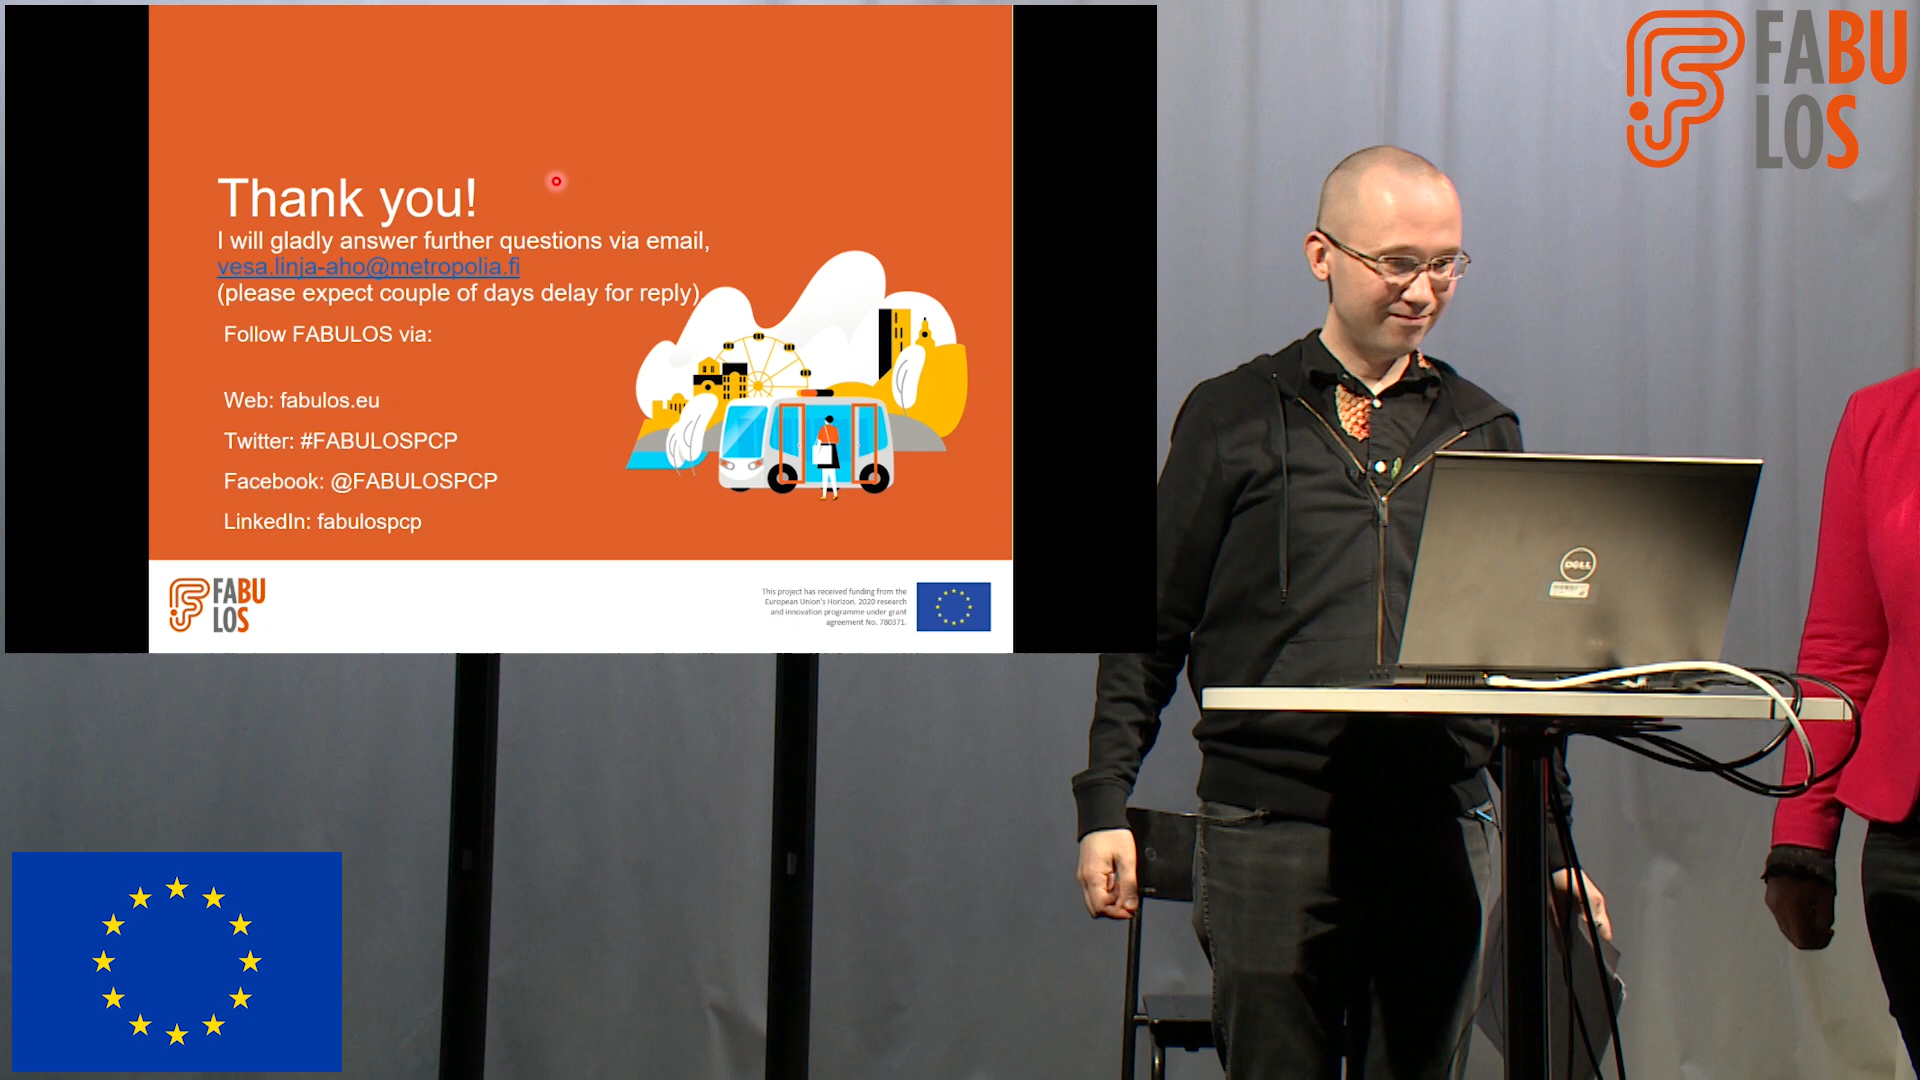 Thank you!
I will gladly answer further questions via email,
vesa.linja-aho@metropolia.fi
(please expect couple of days delay for reply)
Follow FABULOS via:
Web: fabulos.eu
Twitter: #FABULOSPCP
Facebook: @FABULOSPCP
LinkedIn: fabulospcp
FABU
LOS
This project has received funding from the
European Union's Horizon. 2020 research
and innovation programme under grant
agreement No. 780371.
FABU
LOS
DELL